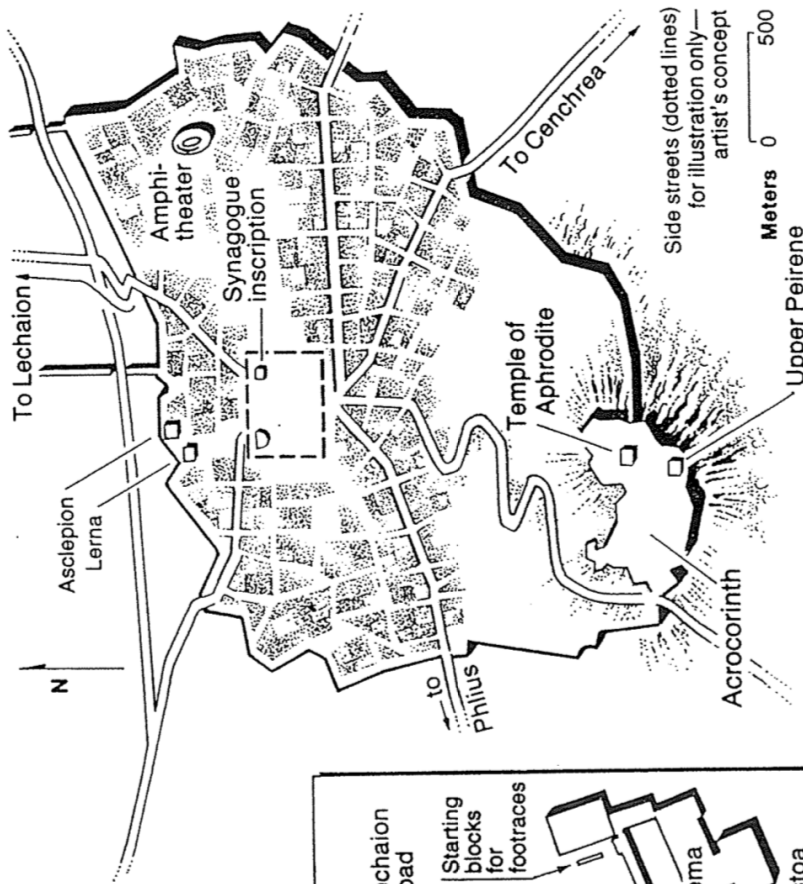 To Lechaion
Asclepion
Lerna
Amphi-
theater
Synagogue
inscription
N
to
Phlius
To Cenchrea
Temple of
Aphrodite
Upper Peirene
Acrocorinth
Side streets (dotted lines)
for illustration only—
artist's concept
0 500
Meters
chaion
oad
Starting
blocks
for
footraces
ema
toa